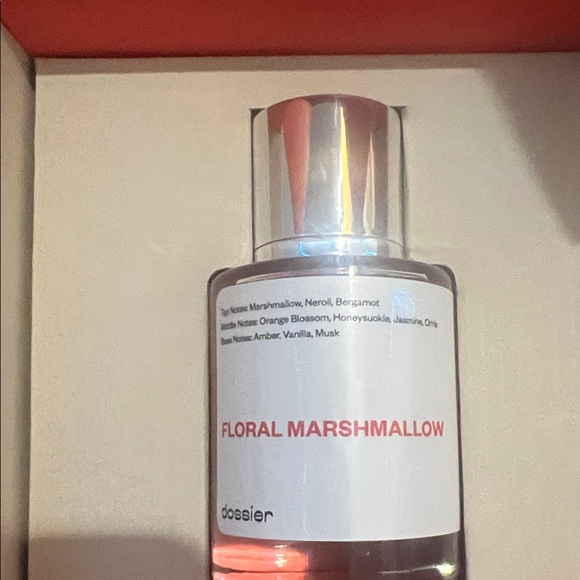 Top Notes: Marshmallow, Neroli, Bergamot
Middle Notes: Orange Blossom, Honeysuckle, Jasmine, Orris
Base Notes: Amber, Vanilla, Musk
FLORAL MARSHMALLOW
dossier